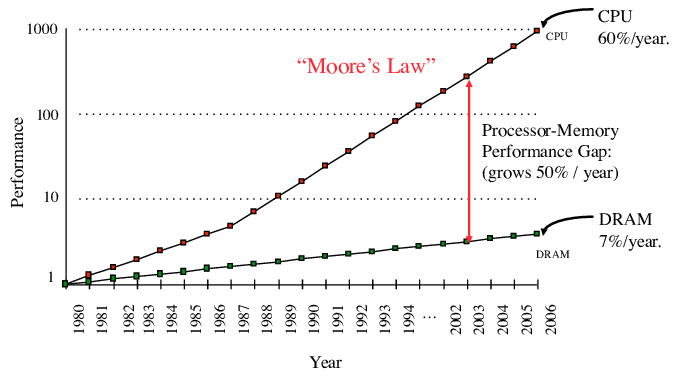 CPU
60%/year.
1000
CPU
“Moore’s Law”
100
Processor-Memory
Performance Gap:
(grows 50% / year)
Performance
10
DRAM
7%/year.
DRAM
1
1980 1981 1982 1983 1984 1985 1986 1987 1988 1989 1990 1991 1992 1993 1994 ... 2002 2003 2004 2005 2006
Year